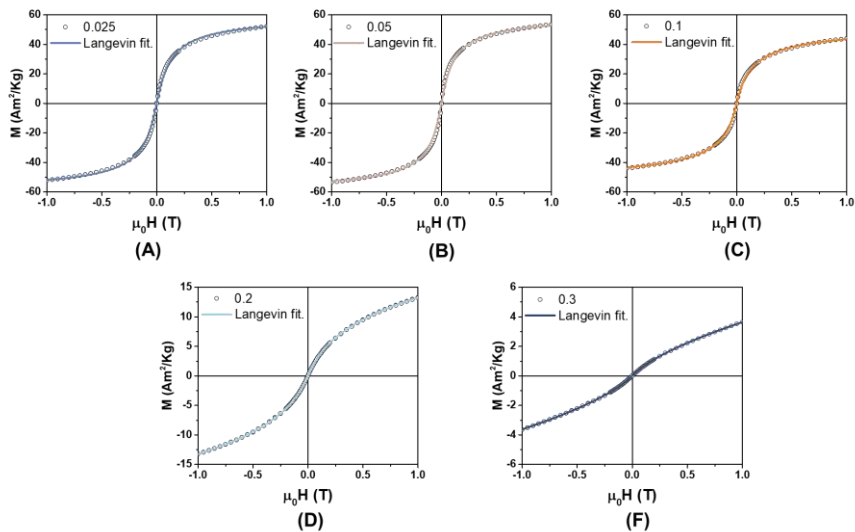 0.025
Langevin fit.
M (Am²/Kg)
60
40
20
0
-20
-40
-60
-1.0 -0.5 0.0 0.5 1.0
μ₀H (T)
(A)
0.05
Langevin fit.
M (Am²/Kg)
60
40
20
0
-20
-40
-60
-1.0 -0.5 0.0 0.5 1.0
μ₀H (T)
(B)
0.1
Langevin fit.
M (Am²/Kg)
60
40
20
0
-20
-40
-60
-1.0 -0.5 0.0 0.5 1.0
μ₀H (T)
(C)
0.2
Langevin fit.
M (Am²/Kg)
15
10
5
0
-5
-10
-15
-1.0 -0.5 0.0 0.5 1.0
μ₀H (T)
(D)
0.3
Langevin fit.
M (Am²/Kg)
6
4
2
0
-2
-4
-6
-1.0 -0.5 0.0 0.5 1.0
μ₀H (T)
(F)